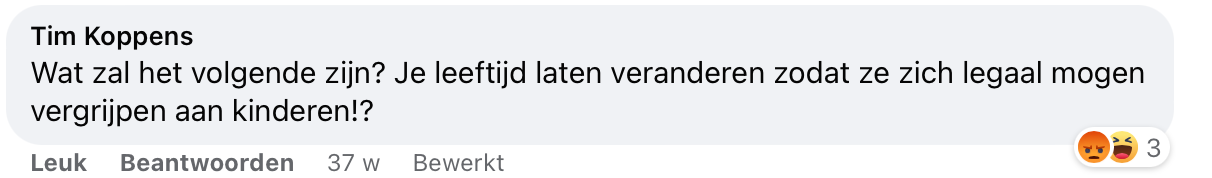 Tim Koppens
Wat zal het volgende zijn? Je leeftijd laten veranderen zodat ze zich legaal mogen
vergrijpen aan kinderen!?
Leuk Beantwoorden 37 w Bewerkt 3